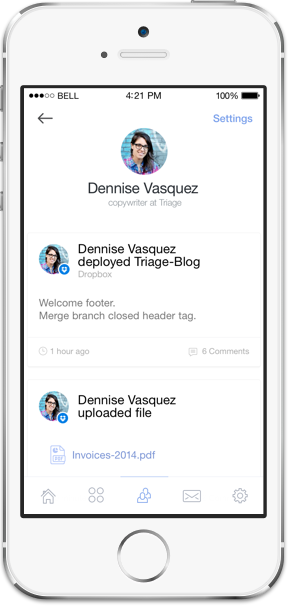 BELL 4:21 PM 100%
Settings
Dennise Vasquez
copywriter at Triage
Dennise Vasquez
deployed Triage-Blog
Dropbox
Welcome footer.
Merge branch closed header tag.
1 hour ago 6 Comments
Dennise Vasquez
uploaded file
PDF Invoices-2014.pdf